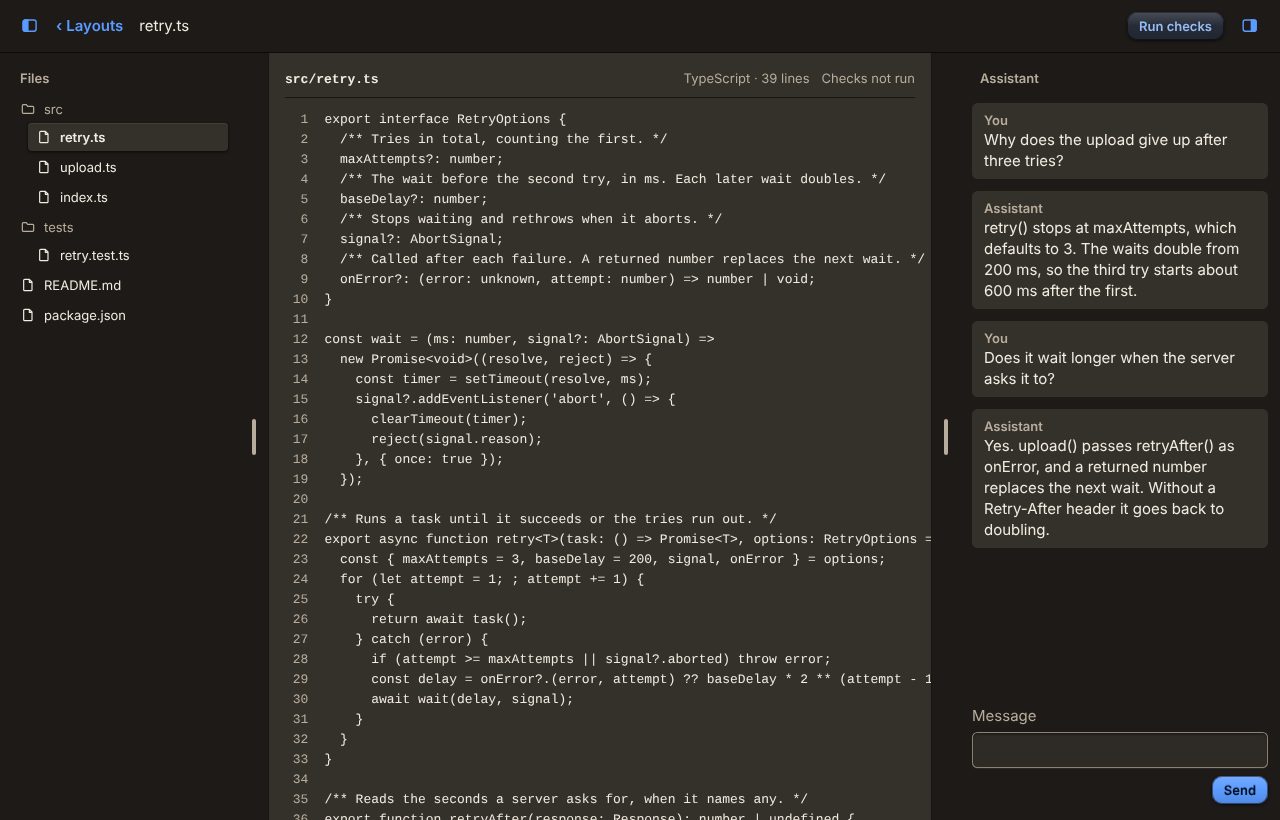 ‹ Layouts retry.ts Run checks
Files
src
retry.ts
upload.ts
index.ts
tests
retry.test.ts
README.md
package.json
src/retry.ts TypeScript · 39 lines Checks not run
1 export interface RetryOptions {
2 /** Tries in total, counting the first. */
3 maxAttempts?: number;
4 /** The wait before the second try, in ms. Each later wait doubles. */
5 baseDelay?: number;
6 /** Stops waiting and rethrows when it aborts. */
7 signal?: AbortSignal;
8 /** Called after each failure. A returned number replaces the next wait. */
9 onError?: (error: unknown, attempt: number) => number | void;
10 }
11
12 const wait = (ms: number, signal?: AbortSignal) =>
13 new Promise<void>((resolve, reject) => {
14 const timer = setTimeout(resolve, ms);
15 signal?.addEventListener('abort', () => {
16 clearTimeout(timer);
17 reject(signal.reason);
18 }, { once: true });
19 });
20
21 /** Runs a task until it succeeds or the tries run out. */
22 export async function retry<T>(task: () => Promise<T>, options: RetryOptions =
23 const { maxAttempts = 3, baseDelay = 200, signal, onError } = options;
24 for (let attempt = 1; ; attempt += 1) {
25 try {
26 return await task();
27 } catch (error) {
28 if (attempt >= maxAttempts || signal?.aborted) throw error;
29 const delay = onError?.(error, attempt) ?? baseDelay * 2 ** (attempt - 1
30 await wait(delay, signal);
31 }
32 }
33 }
34
35 /** Reads the seconds a server asks for, when it names any. */
36 export function retryAfter(response: Response): number | undefined {
Assistant
You
Why does the upload give up after
three tries?
Assistant
retry() stops at maxAttempts, which
defaults to 3. The waits double from
200 ms, so the third try starts about
600 ms after the first.
You
Does it wait longer when the server
asks it to?
Assistant
Yes. upload() passes retryAfter() as
onError, and a returned number
replaces the next wait. Without a
Retry-After header it goes back to
doubling.
Message
Send